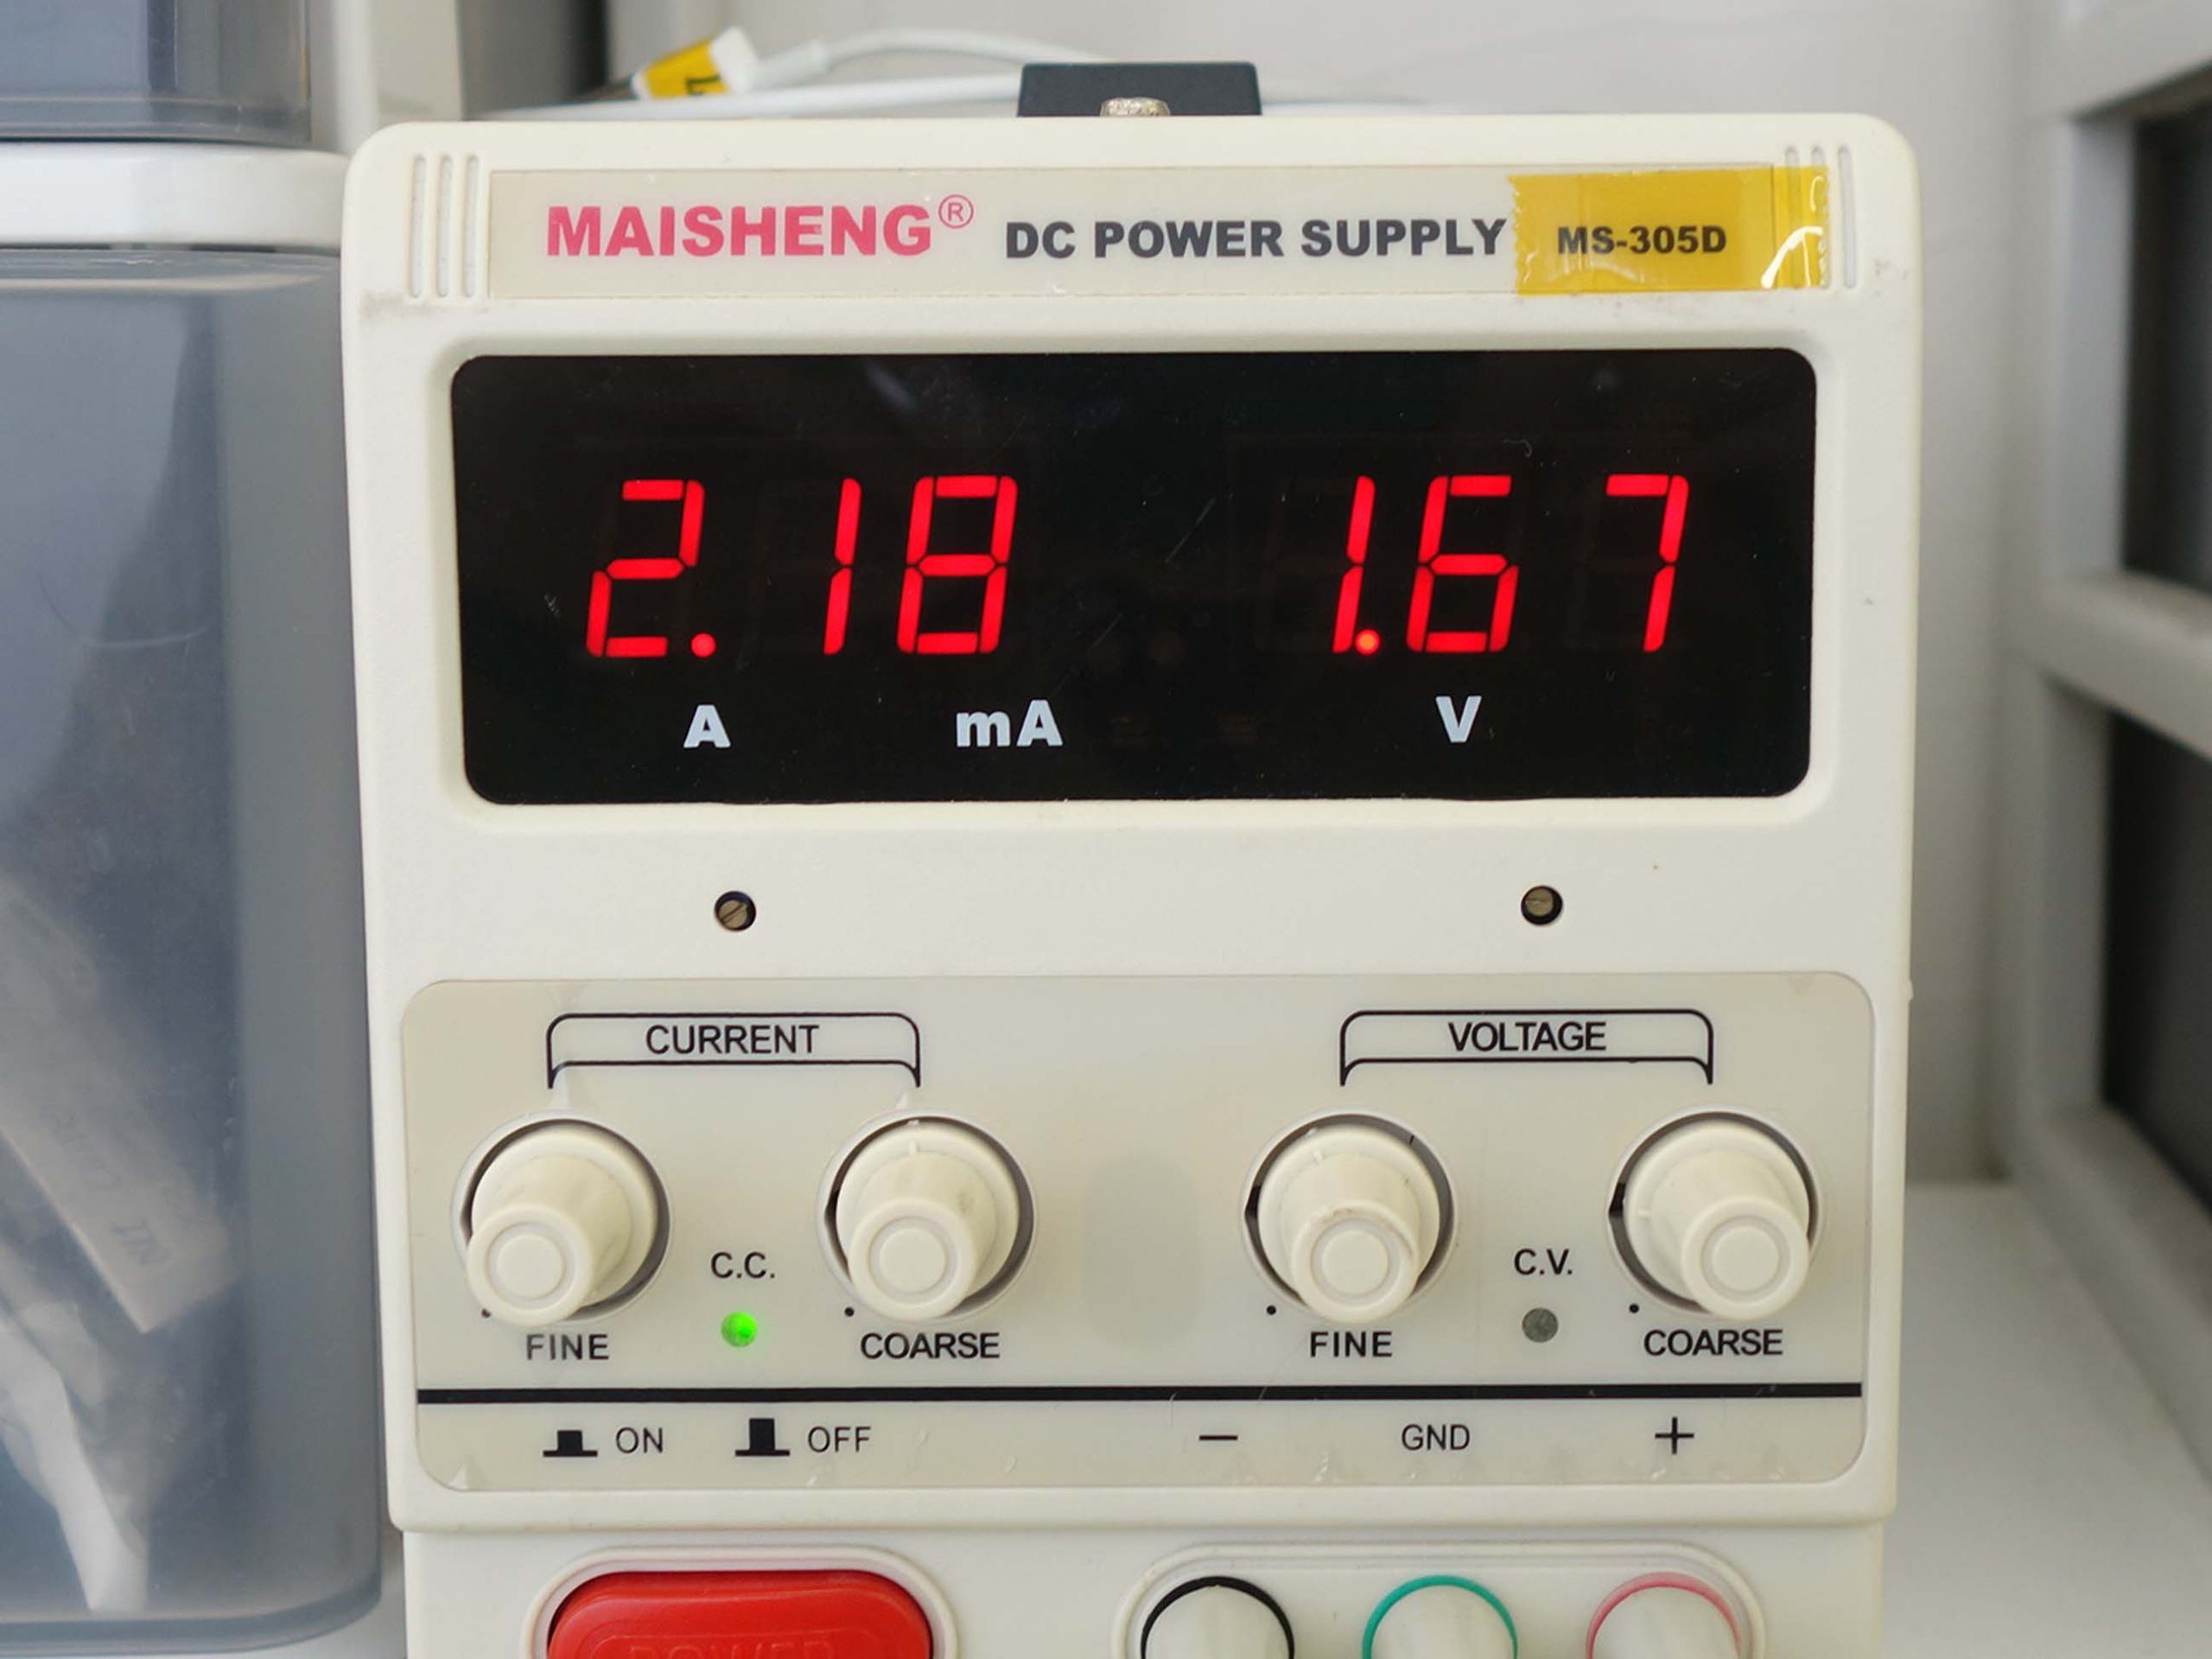 MAISHENG® DC POWER SUPPLY MS-305D
2.18 1.67
A mA V
CURRENT VOLTAGE
C.C. C.V.
FINE COARSE FINE COARSE
ON OFF − GND +
POWER